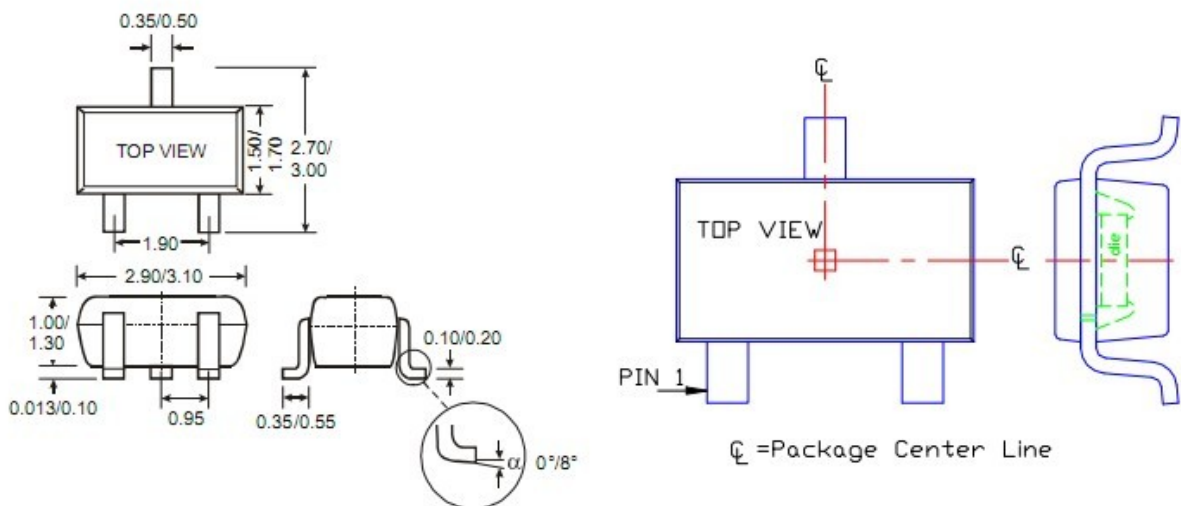 0.35/0.50
TOP VIEW
1.50/
1.70
2.70/
3.00
1.90
2.90/3.10
1.00/
1.30
0.013/0.10
0.95
0.35/0.55
0.10/0.20
α
0°/8°
℄
TOP VIEW
℄
die
PIN 1
℄ =Package Center Line